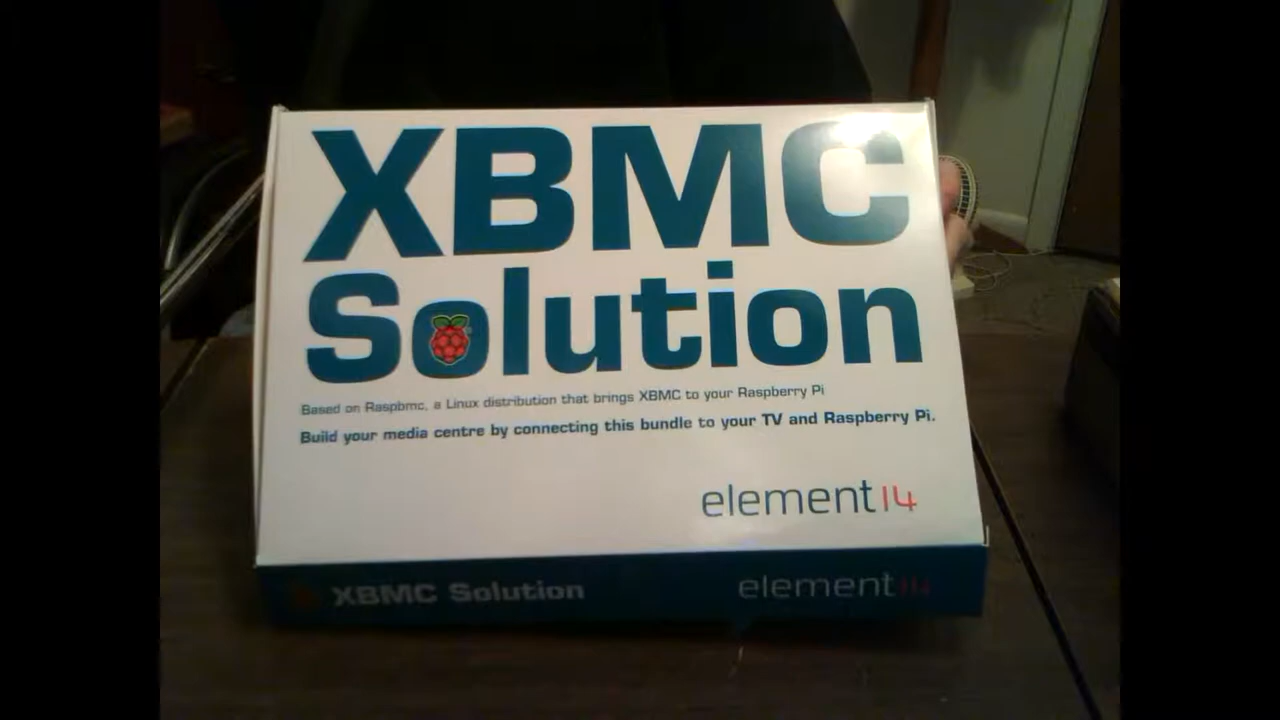 XBMC
Solution
Based on Raspbmc, a Linux distribution that brings XBMC to your Raspberry Pi
Build your media centre by connecting this bundle to your TV and Raspberry Pi.
element14
XBMC Solution element14